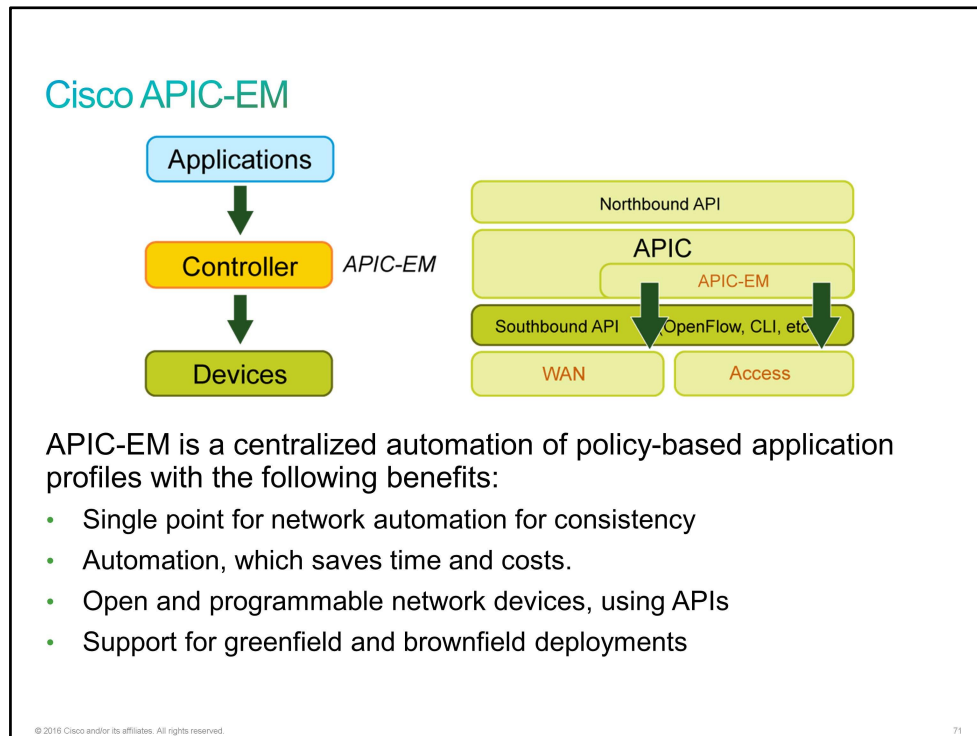 Cisco APIC-EM
Applications
Controller
APIC-EM
Devices
Northbound API
APIC
APIC-EM
Southbound API (OpenFlow, CLI, etc
WAN
Access
APIC-EM is a centralized automation of policy-based application
profiles with the following benefits:
• Single point for network automation for consistency
• Automation, which saves time and costs.
• Open and programmable network devices, using APIs
• Support for greenfield and brownfield deployments
© 2016 Cisco and/or its affiliates. All rights reserved.
71